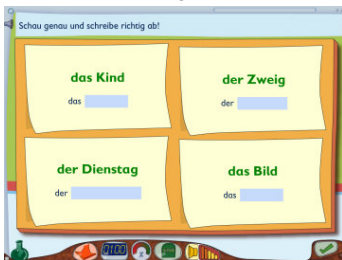 Schau genau und schreibe richtig ab!
das Kind
das
der Zweig
der
der Dienstag
der
das Bild
das